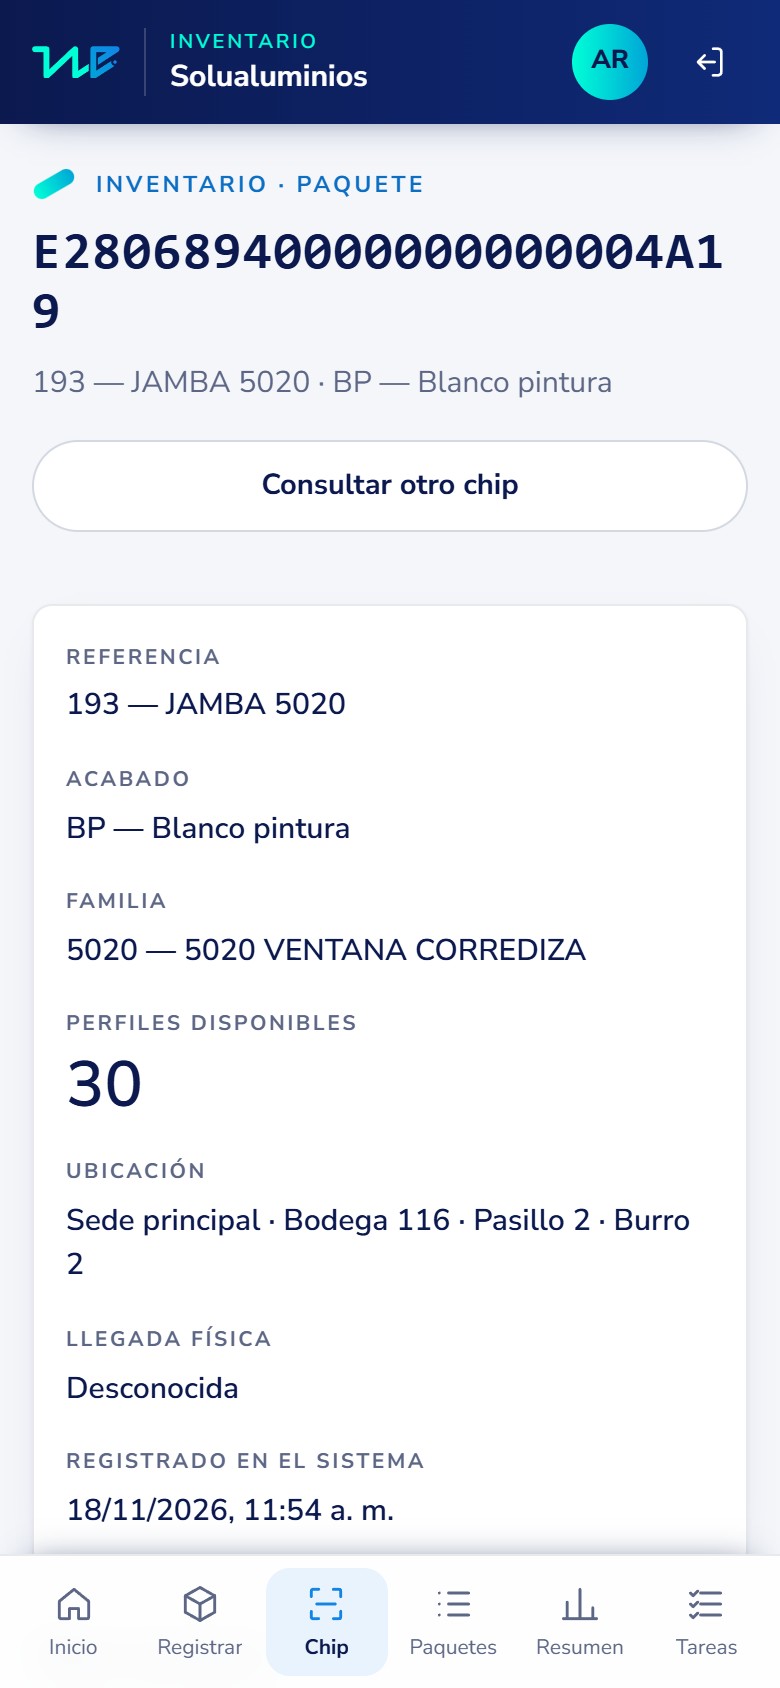 INVENTARIO
Solualuminios
AR
INVENTARIO · PAQUETE
E28068940000000000004A1
9
193 — JAMBA 5020 · BP — Blanco pintura
Consultar otro chip
REFERENCIA
193 — JAMBA 5020
ACABADO
BP — Blanco pintura
FAMILIA
5020 — 5020 VENTANA CORREDIZA
PERFILES DISPONIBLES
30
UBICACIÓN
Sede principal · Bodega 116 · Pasillo 2 · Burro
2
LLEGADA FÍSICA
Desconocida
REGISTRADO EN EL SISTEMA
18/11/2026, 11:54 a. m.
Inicio
Registrar
Chip
Paquetes
Resumen
Tareas